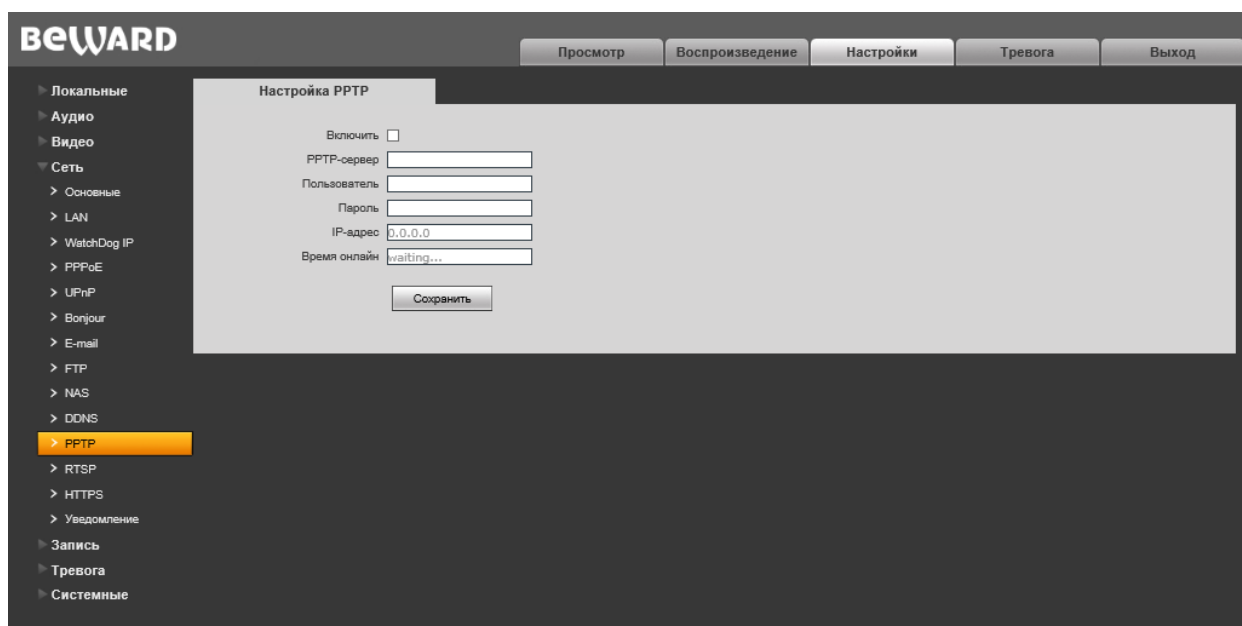 BEWARD
Просмотр
Воспроизведение
Настройки
Тревога
Выход
Локальные
Аудио
Видео
Сеть
Основные
LAN
WatchDog IP
PPPoE
UPnP
Bonjour
E-mail
FTP
NAS
DDNS
PPTP
RTSP
HTTPS
Уведомление
Запись
Тревога
Системные
Настройка PPTP
Включить
PPTP-сервер
Пользователь
Пароль
IP-адрес 0.0.0.0
Время онлайн waiting...
Сохранить